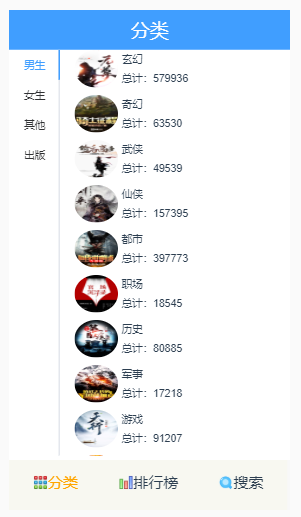 分类
男生
女生
其他
出版
玄幻
总计：579936
奇幻
总计：63530
武侠
总计：49539
仙侠
总计：157395
都市
总计：397773
职场
总计：18545
历史
总计：80885
军事
总计：17218
游戏
总计：91207
分类
排行榜
搜索